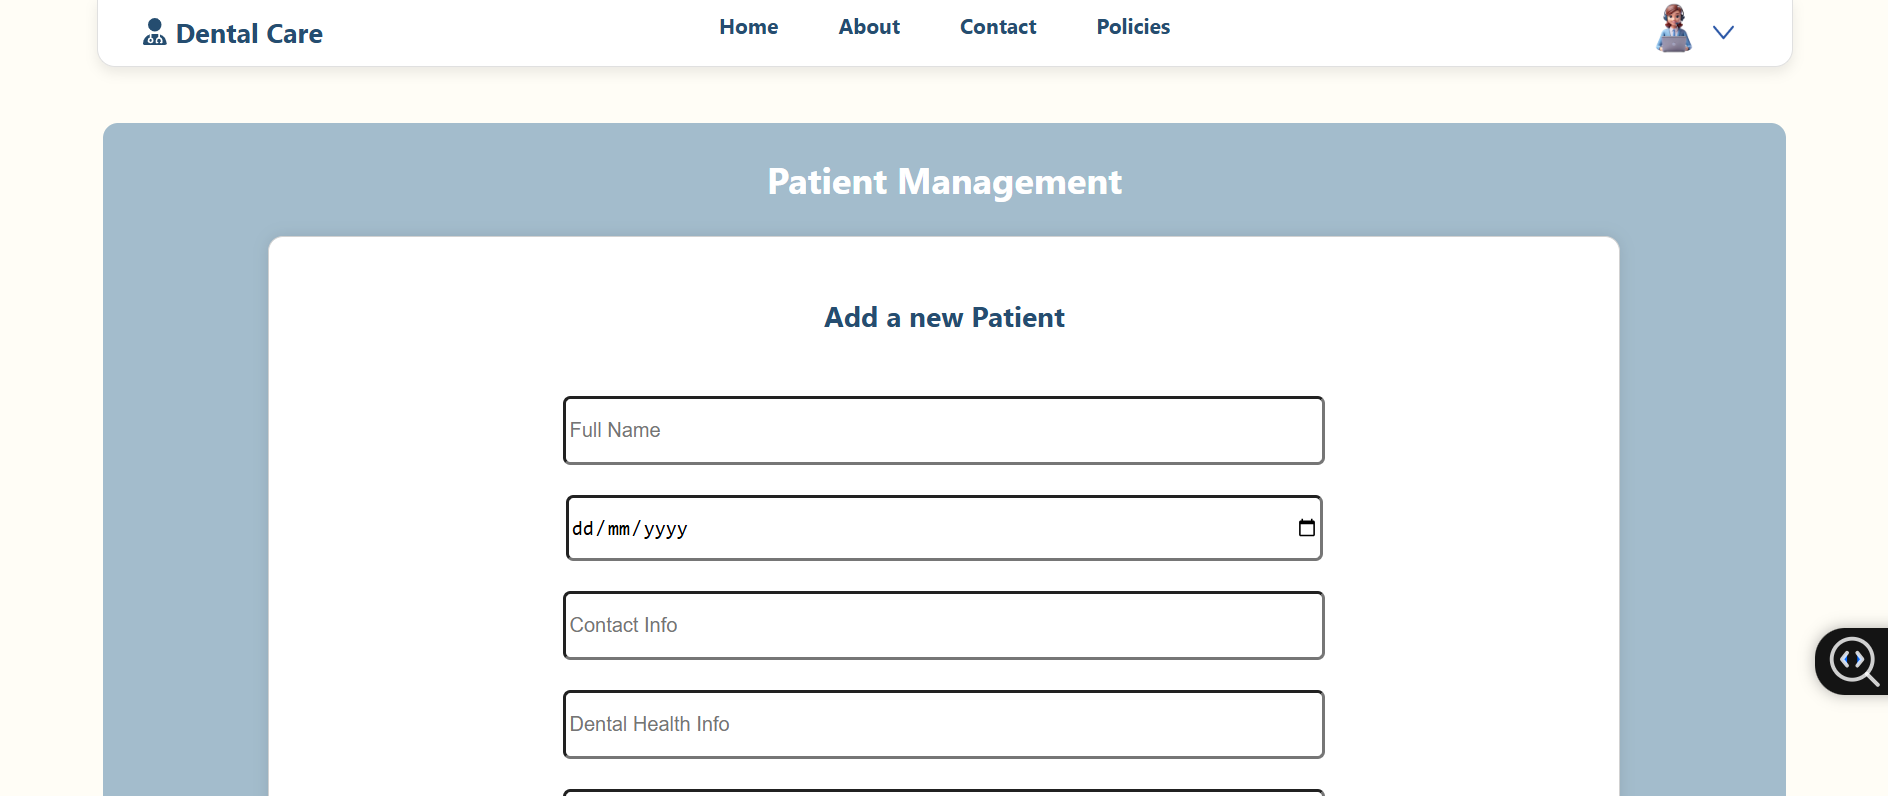 Dental Care
Home
About
Contact
Policies
Patient Management
Add a new Patient
Full Name
dd/mm/yyyy
Contact Info
Dental Health Info